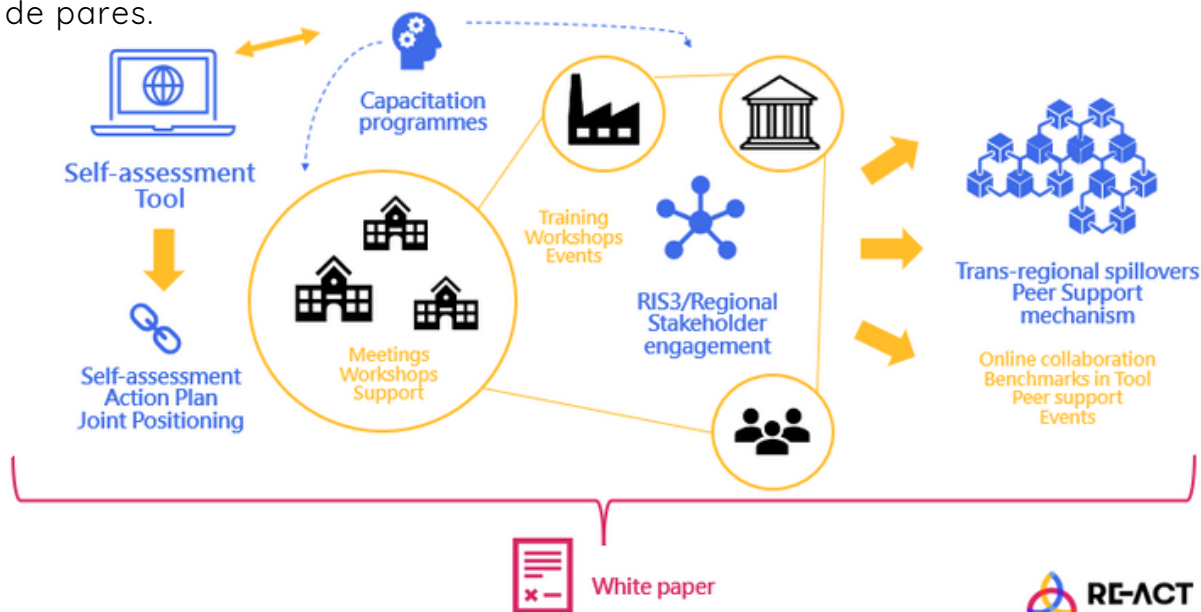 de pares.
Capacitation
programmes
Self-assessment
Tool
Self-assessment
Action Plan
Joint Positioning
Meetings
Workshops
Support
Training
Workshops
Events
RIS3/Regional
Stakeholder
engagement
Trans-regional spillovers
Peer Support
mechanism
Online collaboration
Benchmarks in Tool
Peer support
Events
White paper
RE-ACT